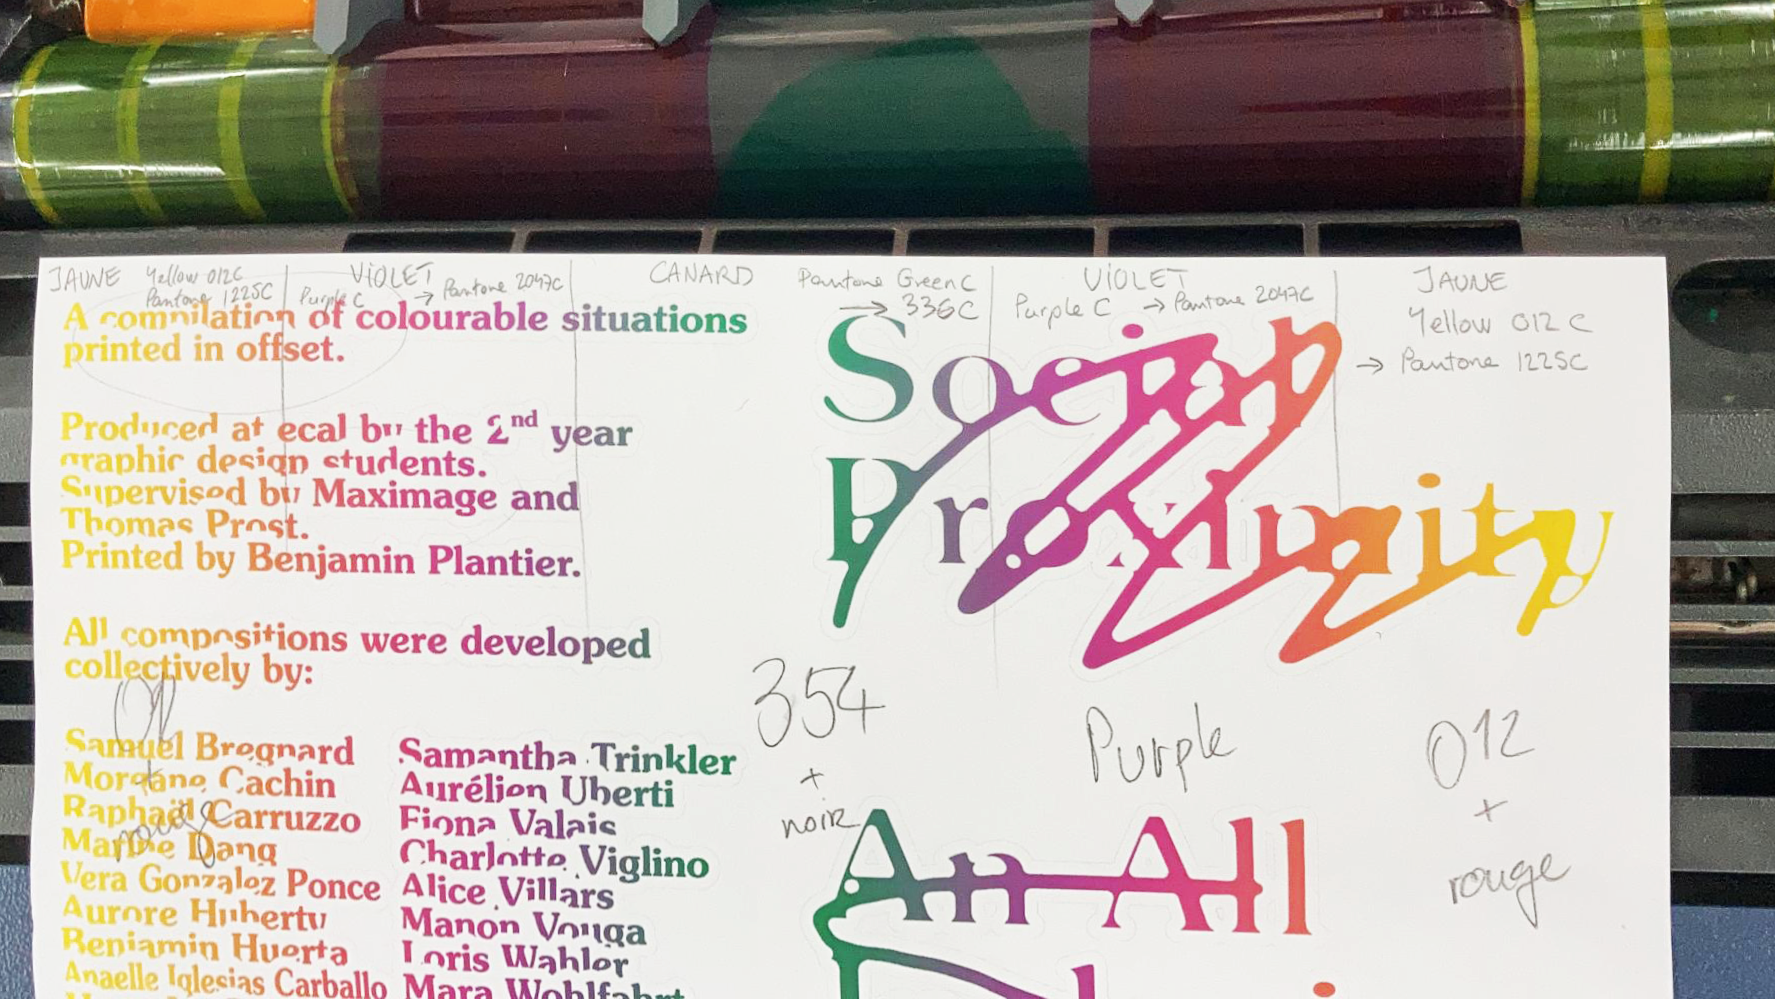 JAUNE Yellow 012C
Pantone 1225C
VIOLET
Purple C → Pantone 2047C
CANARD
Pantone Green C
→ 336C
VIOLET
Purple C → Pantone 2047C
JAUNE
Yellow 012 C
→ Pantone 1225C
A compilation of colourable situations
printed in offset.
Produced at ecal by the 2nd year
graphic design students.
Supervised by Maximage and
Thomas Prost.
Printed by Benjamin Plantier.
All compositions were developed
collectively by:
Samuel Bregnard
Morgane Cachin
Raphaël Carruzzo
Dang
Vera Gonzalez Ponce
Aurore Huberty
Benjamin Huerta
Anaelle Iglesias Carballo
Samantha Trinkler
Aurélien Uberti
Fiona Valais
Charlotte Viglino
Alice Villars
Manon Vouga
Loris Wahler
Mara Wohlfahrt
Social
Proximity
354
+
noir
Purple
012
+
rouge
rouge
An All